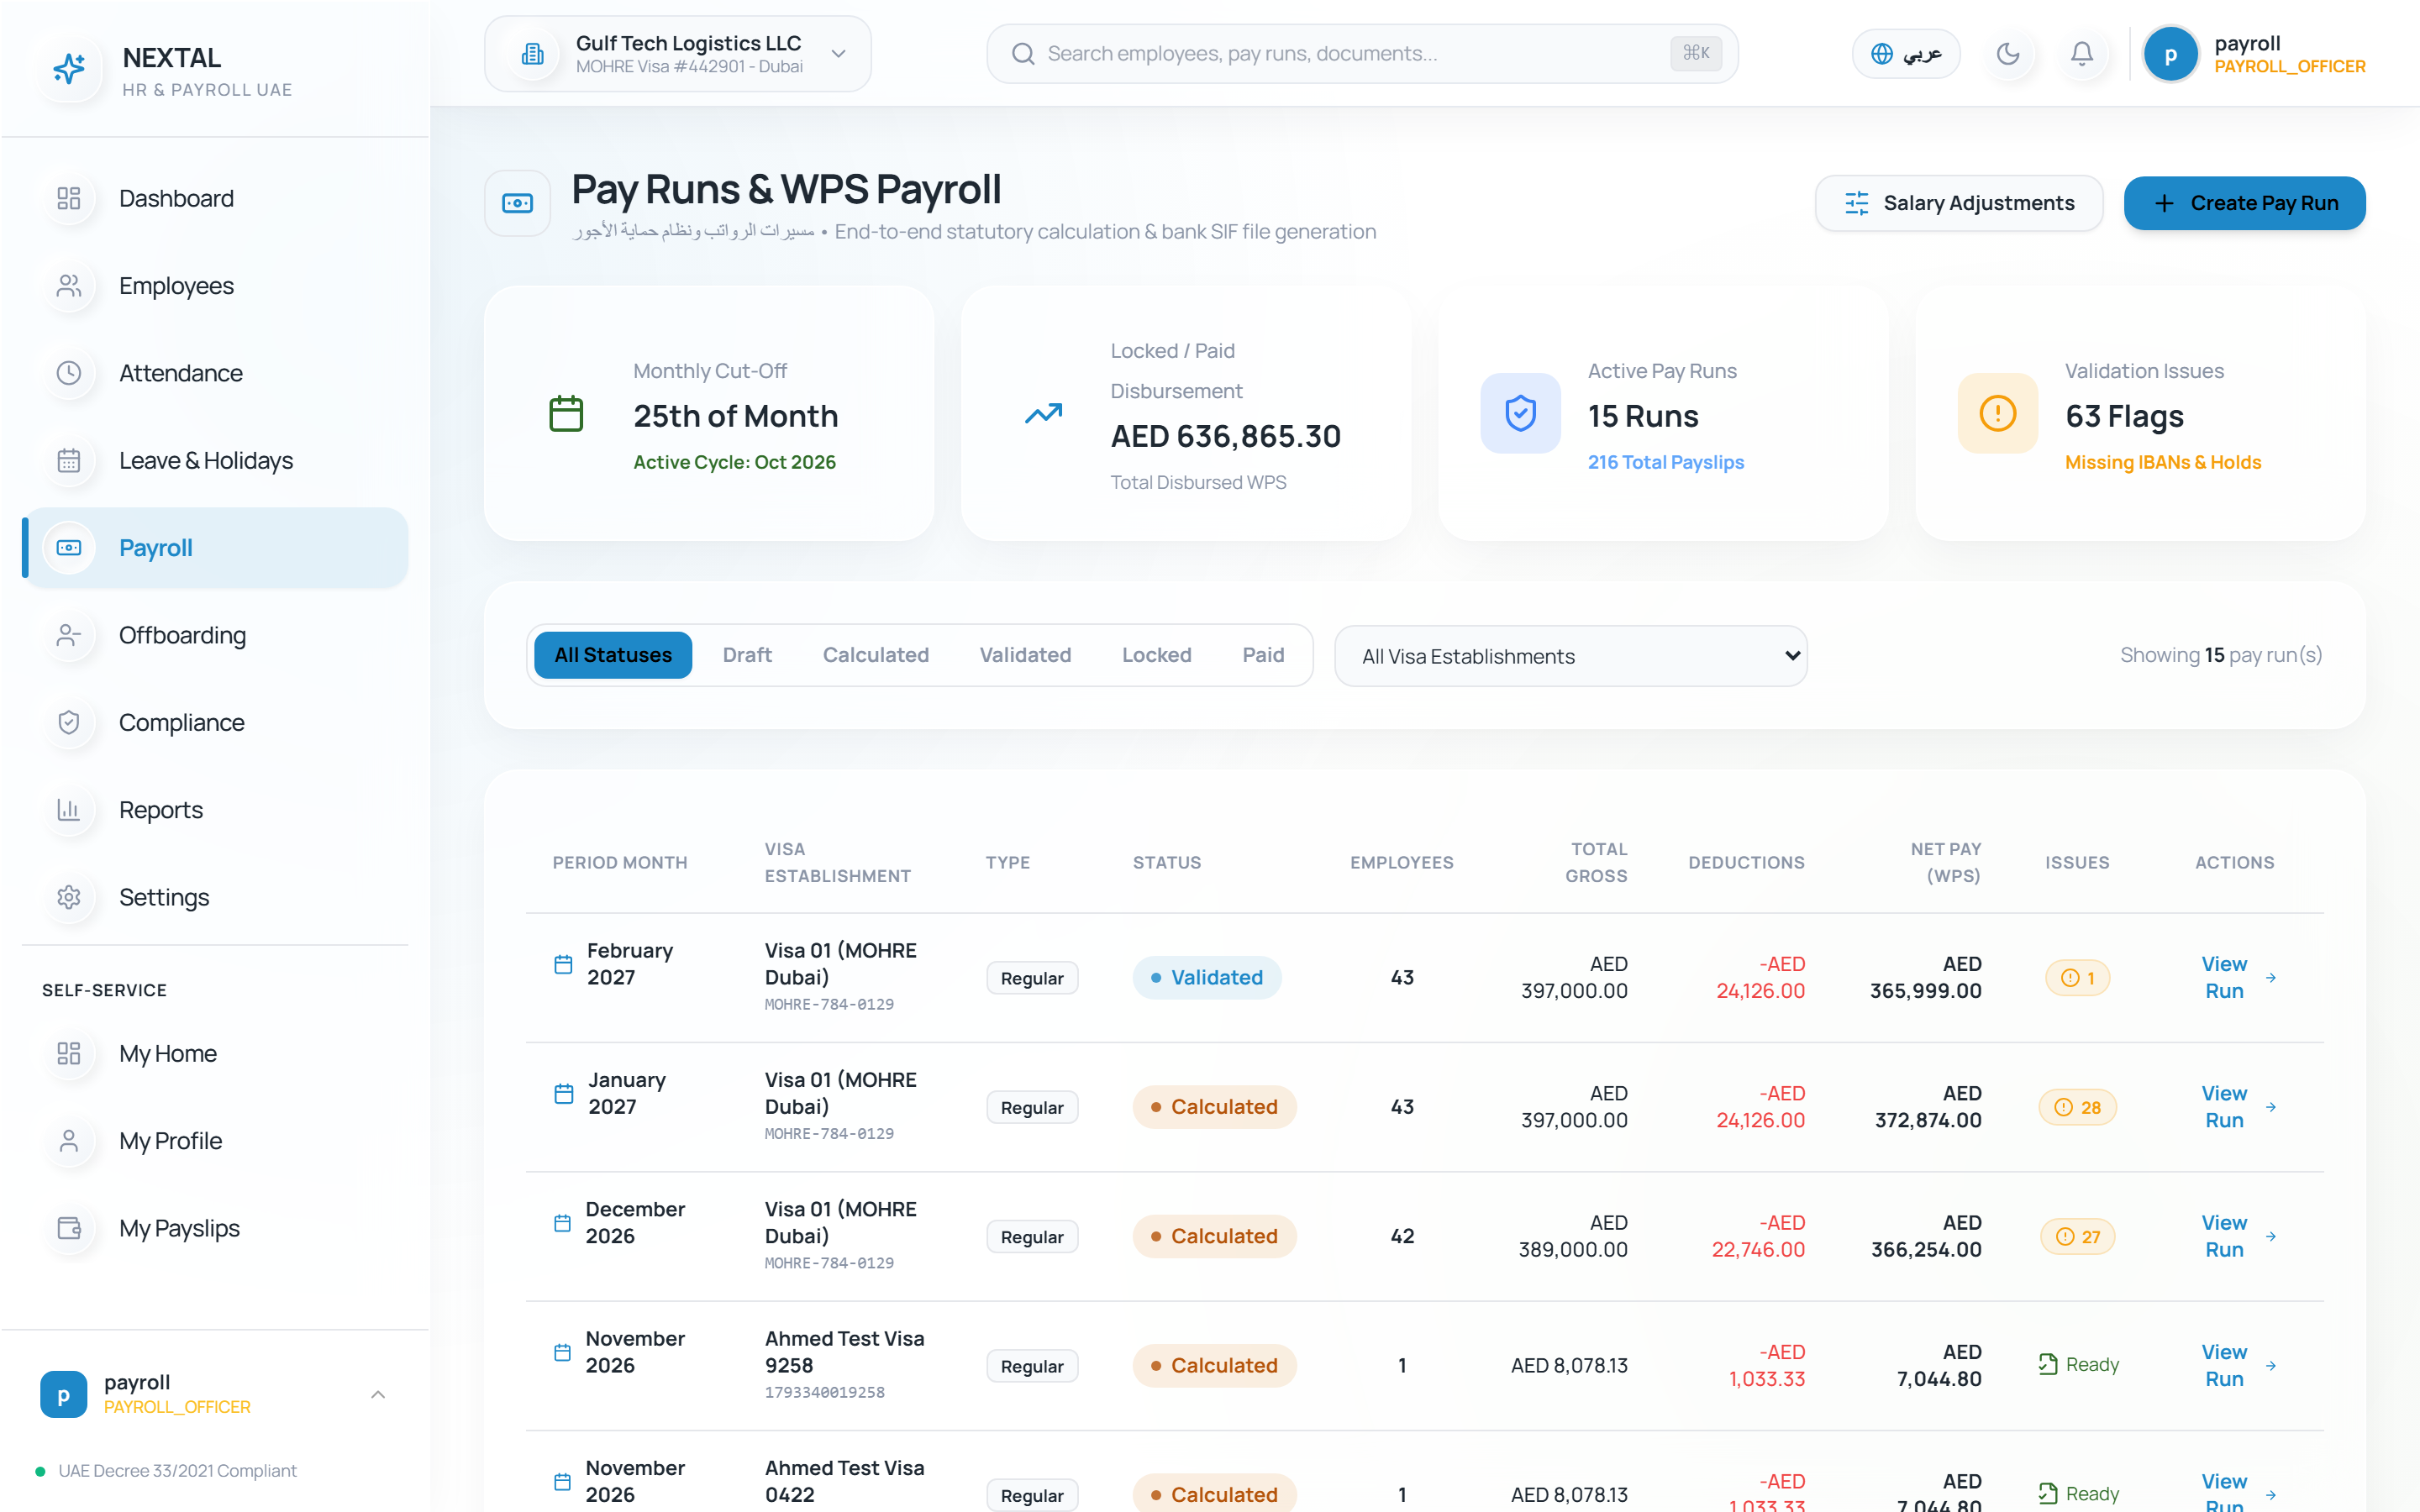 NEXTAL
HR & PAYROLL UAE
Dashboard
Employees
Attendance
Leave & Holidays
Payroll
Offboarding
Compliance
Reports
Settings
SELF-SERVICE
My Home
My Profile
My Payslips
p
payroll
PAYROLL_OFFICER
UAE Decree 33/2021 Compliant
Gulf Tech Logistics LLC
MOHRE Visa #442901 - Dubai
Search employees, pay runs, documents...
⌘K
عربي
p
payroll
PAYROLL_OFFICER
Pay Runs & WPS Payroll
مسيرات الرواتب ونظام حماية الأجور • End-to-end statutory calculation & bank SIF file generation
Salary Adjustments
Create Pay Run
Monthly Cut-Off
25th of Month
Active Cycle: Oct 2026
Locked / Paid
Disbursement
AED 636,865.30
Total Disbursed WPS
Active Pay Runs
15 Runs
216 Total Payslips
Validation Issues
63 Flags
Missing IBANs & Holds
All Statuses
Draft
Calculated
Validated
Locked
Paid
All Visa Establishments
Showing 15 pay run(s)
PERIOD MONTH
VISA
ESTABLISHMENT
TYPE
STATUS
EMPLOYEES
TOTAL
GROSS
DEDUCTIONS
NET PAY
(WPS)
ISSUES
ACTIONS
February
2027
Visa 01 (MOHRE
Dubai)
MOHRE-784-0129
Regular
Validated
43
AED
397,000.00
-AED
24,126.00
AED
365,999.00
1
View
Run
January
2027
Visa 01 (MOHRE
Dubai)
MOHRE-784-0129
Regular
Calculated
43
AED
397,000.00
-AED
24,126.00
AED
372,874.00
28
View
Run
December
2026
Visa 01 (MOHRE
Dubai)
MOHRE-784-0129
Regular
Calculated
42
AED
389,000.00
-AED
22,746.00
AED
366,254.00
27
View
Run
November
2026
Ahmed Test Visa
9258
1793340019258
Regular
Calculated
1
AED 8,078.13
-AED
1,033.33
AED
7,044.80
Ready
View
Run
November
2026
Ahmed Test Visa
0422
Regular
Calculated
1
AED 8,078.13
-AED
1,033.33
AED
7,044.80
Ready
View
Run